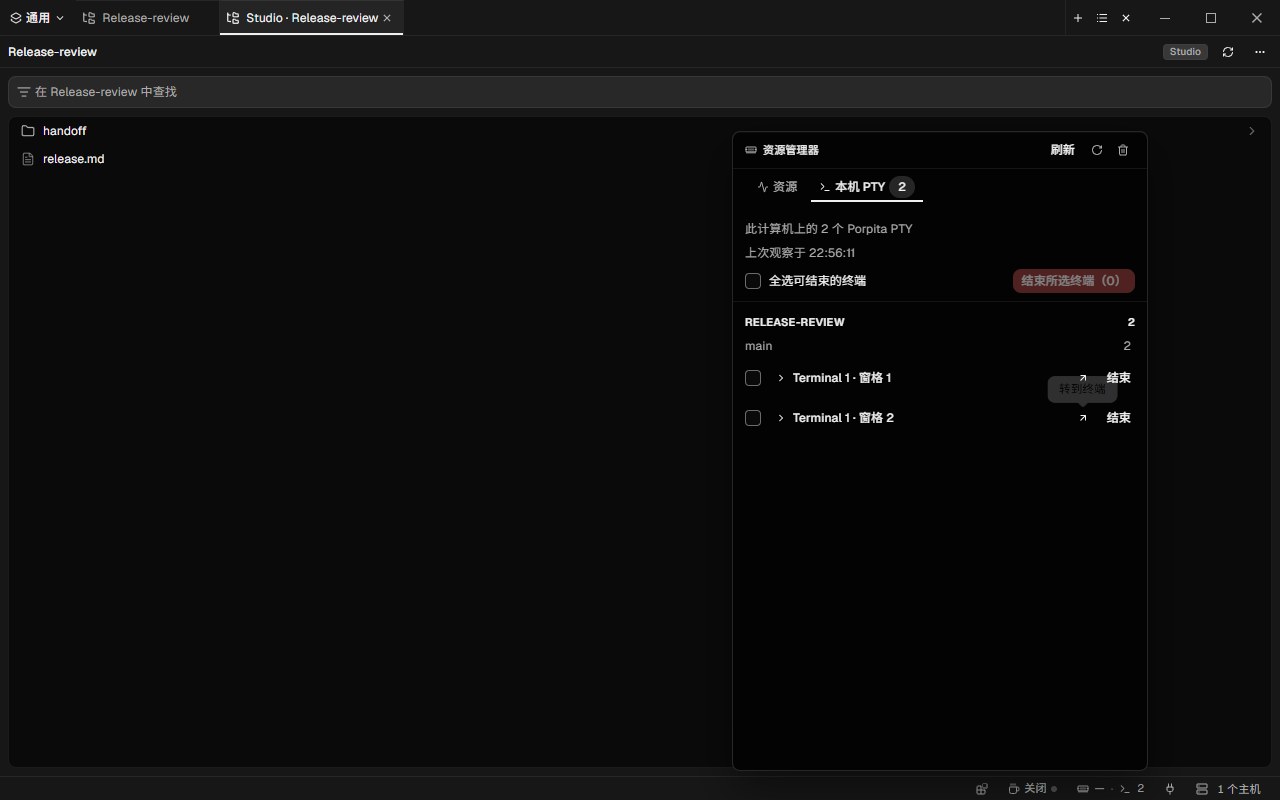 通用
Release-review
Studio · Release-review
Release-review
Studio
在 Release-review 中查找
handoff
release.md
资源管理器
刷新
资源
本机 PTY 2
此计算机上的 2 个 Porpita PTY
上次观察于 22:56:11
全选可结束的终端
结束所选终端（0）
RELEASE-REVIEW 2
main 2
Terminal 1 · 窗格 1
结束
转到终端
Terminal 1 · 窗格 2
结束
关闭
— · 2
1 个主机